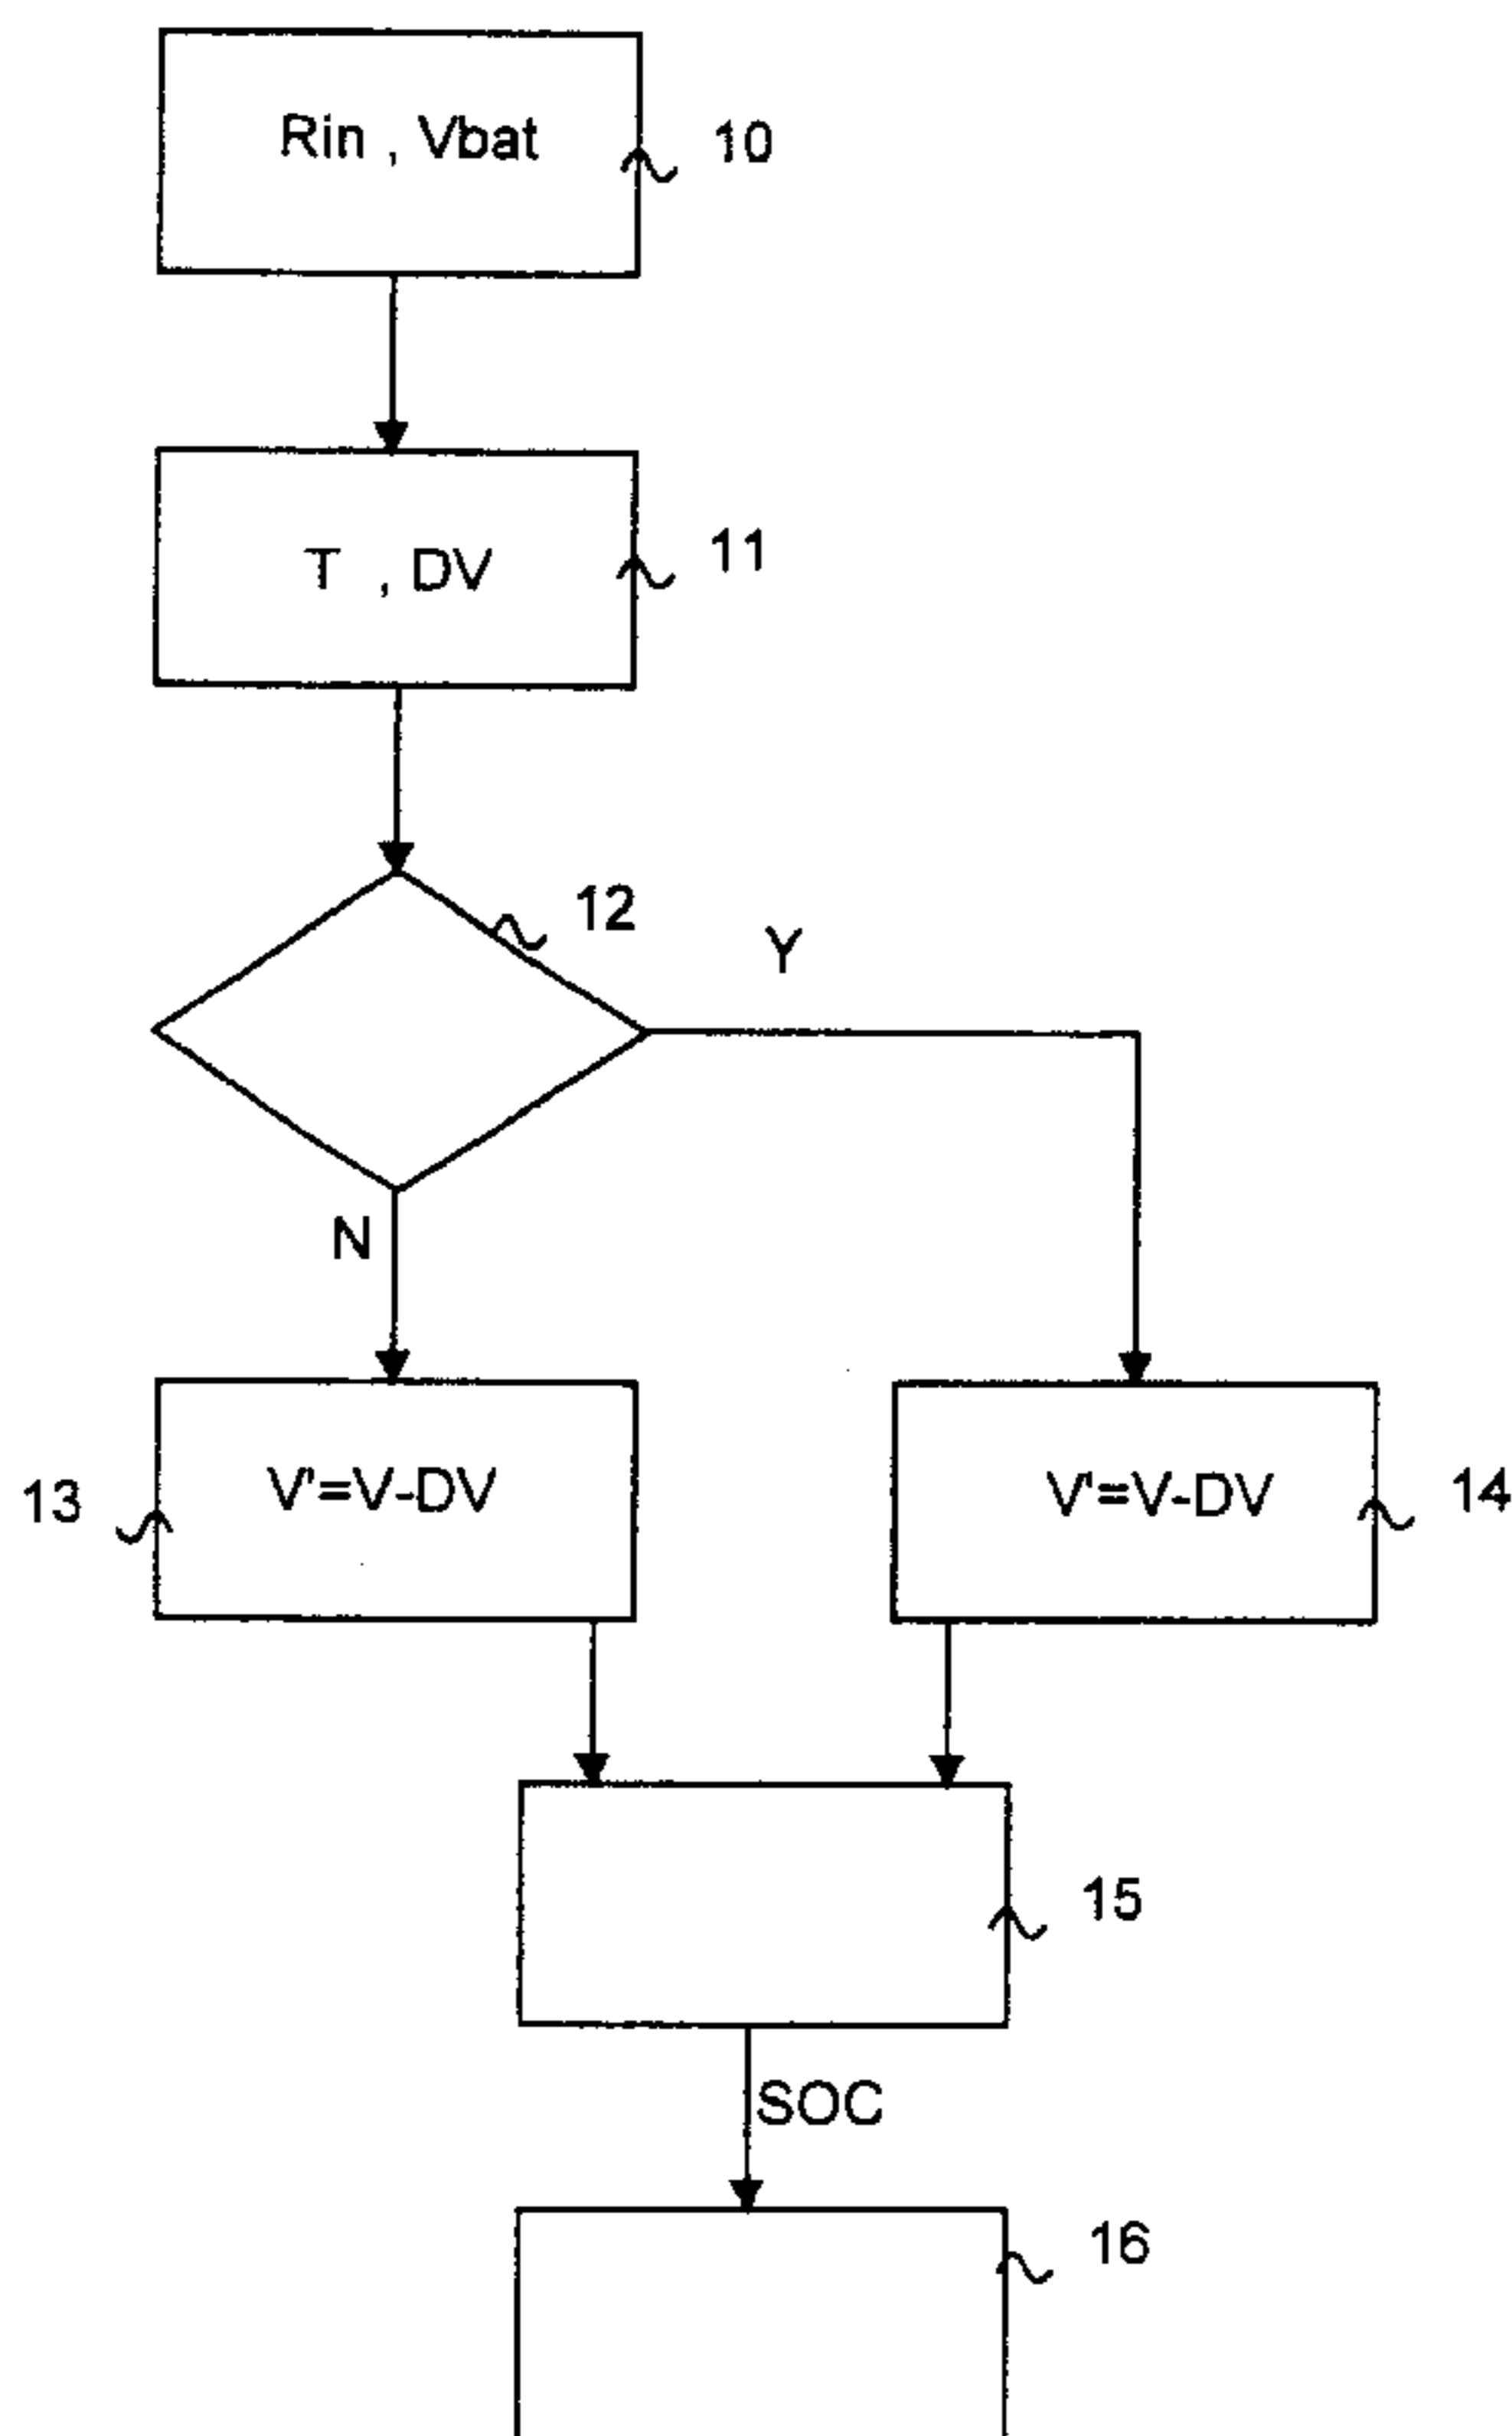 Rin , Vbat
10
T , DV
11
12
Y
N
13
V'=V-DV
V'=V-DV
14
15
SOC
16